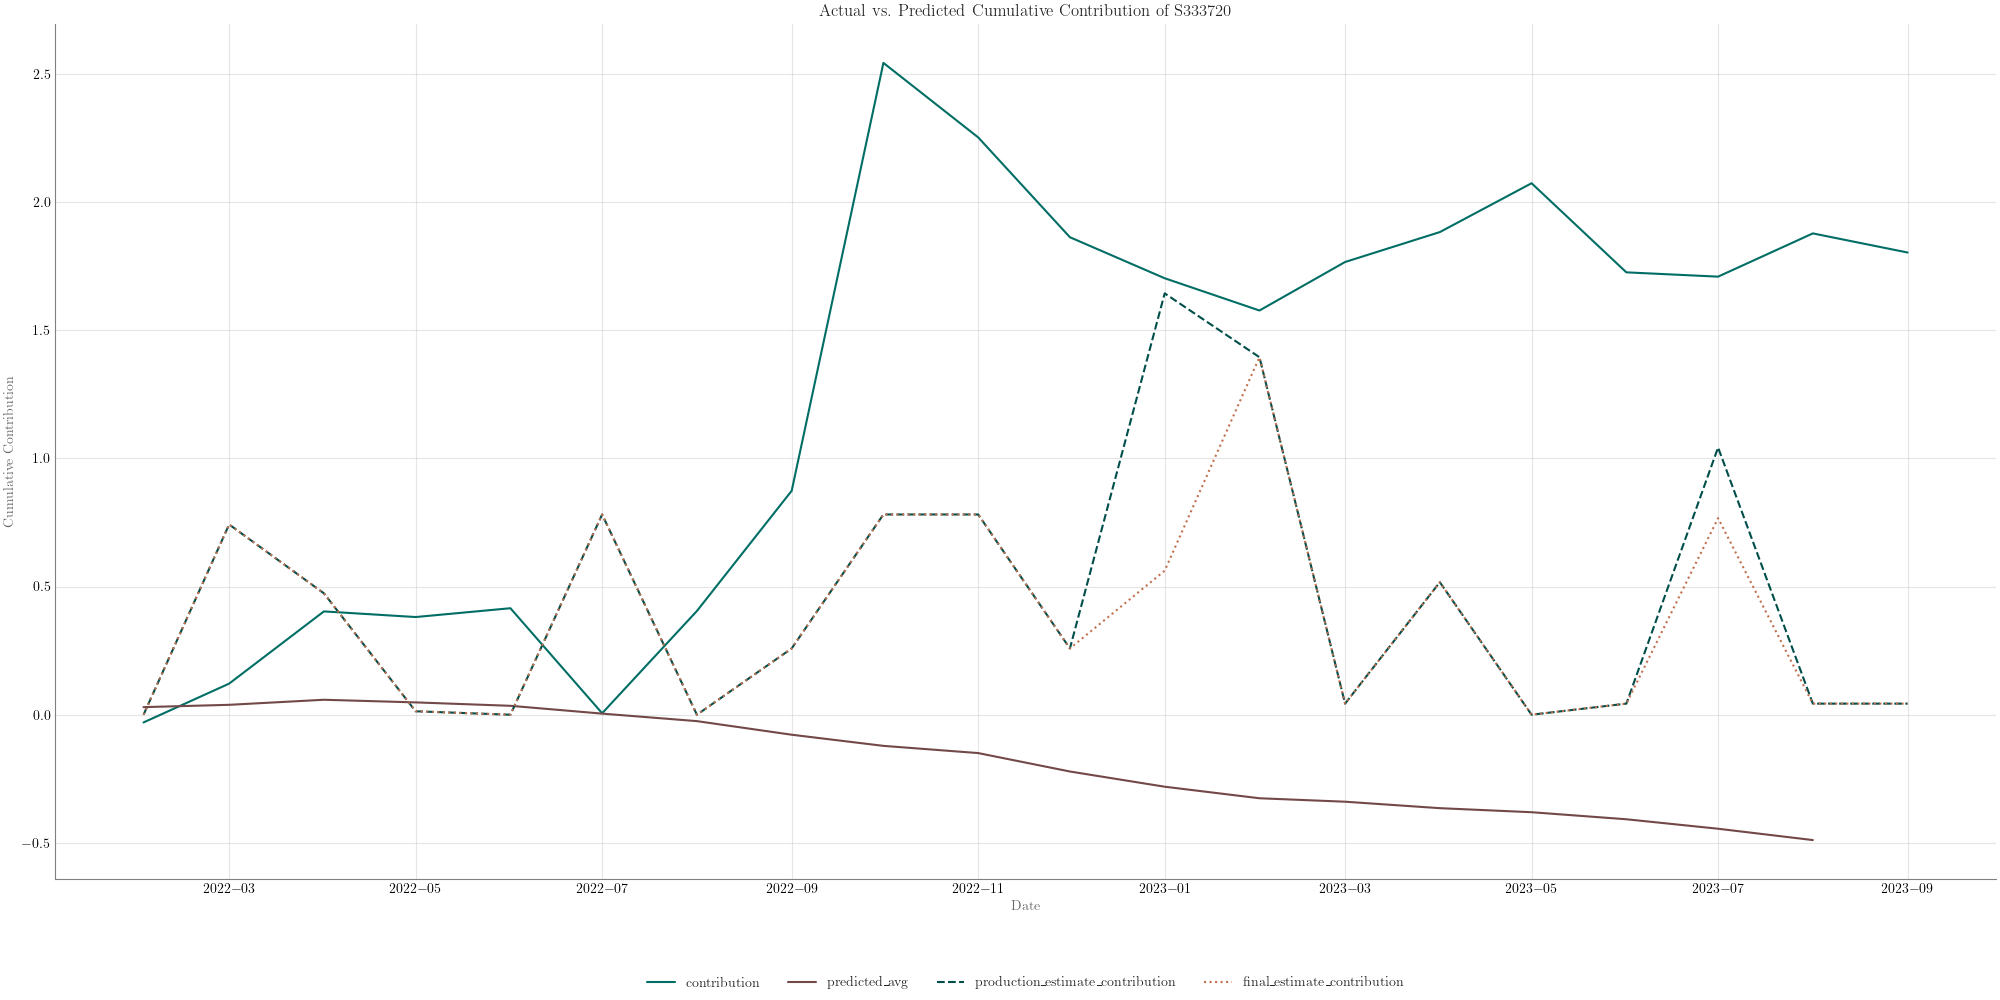 Actual vs. Predicted Cumulative Contribution of S333720
Cumulative Contribution
2.5
2.0
1.5
1.0
0.5
0.0
−0.5
2022−03 2022−05 2022−07 2022−09 2022−11 2023−01 2023−03 2023−05 2023−07 2023−09
Date
contribution predicted_avg production_estimate_contribution final_estimate_contribution